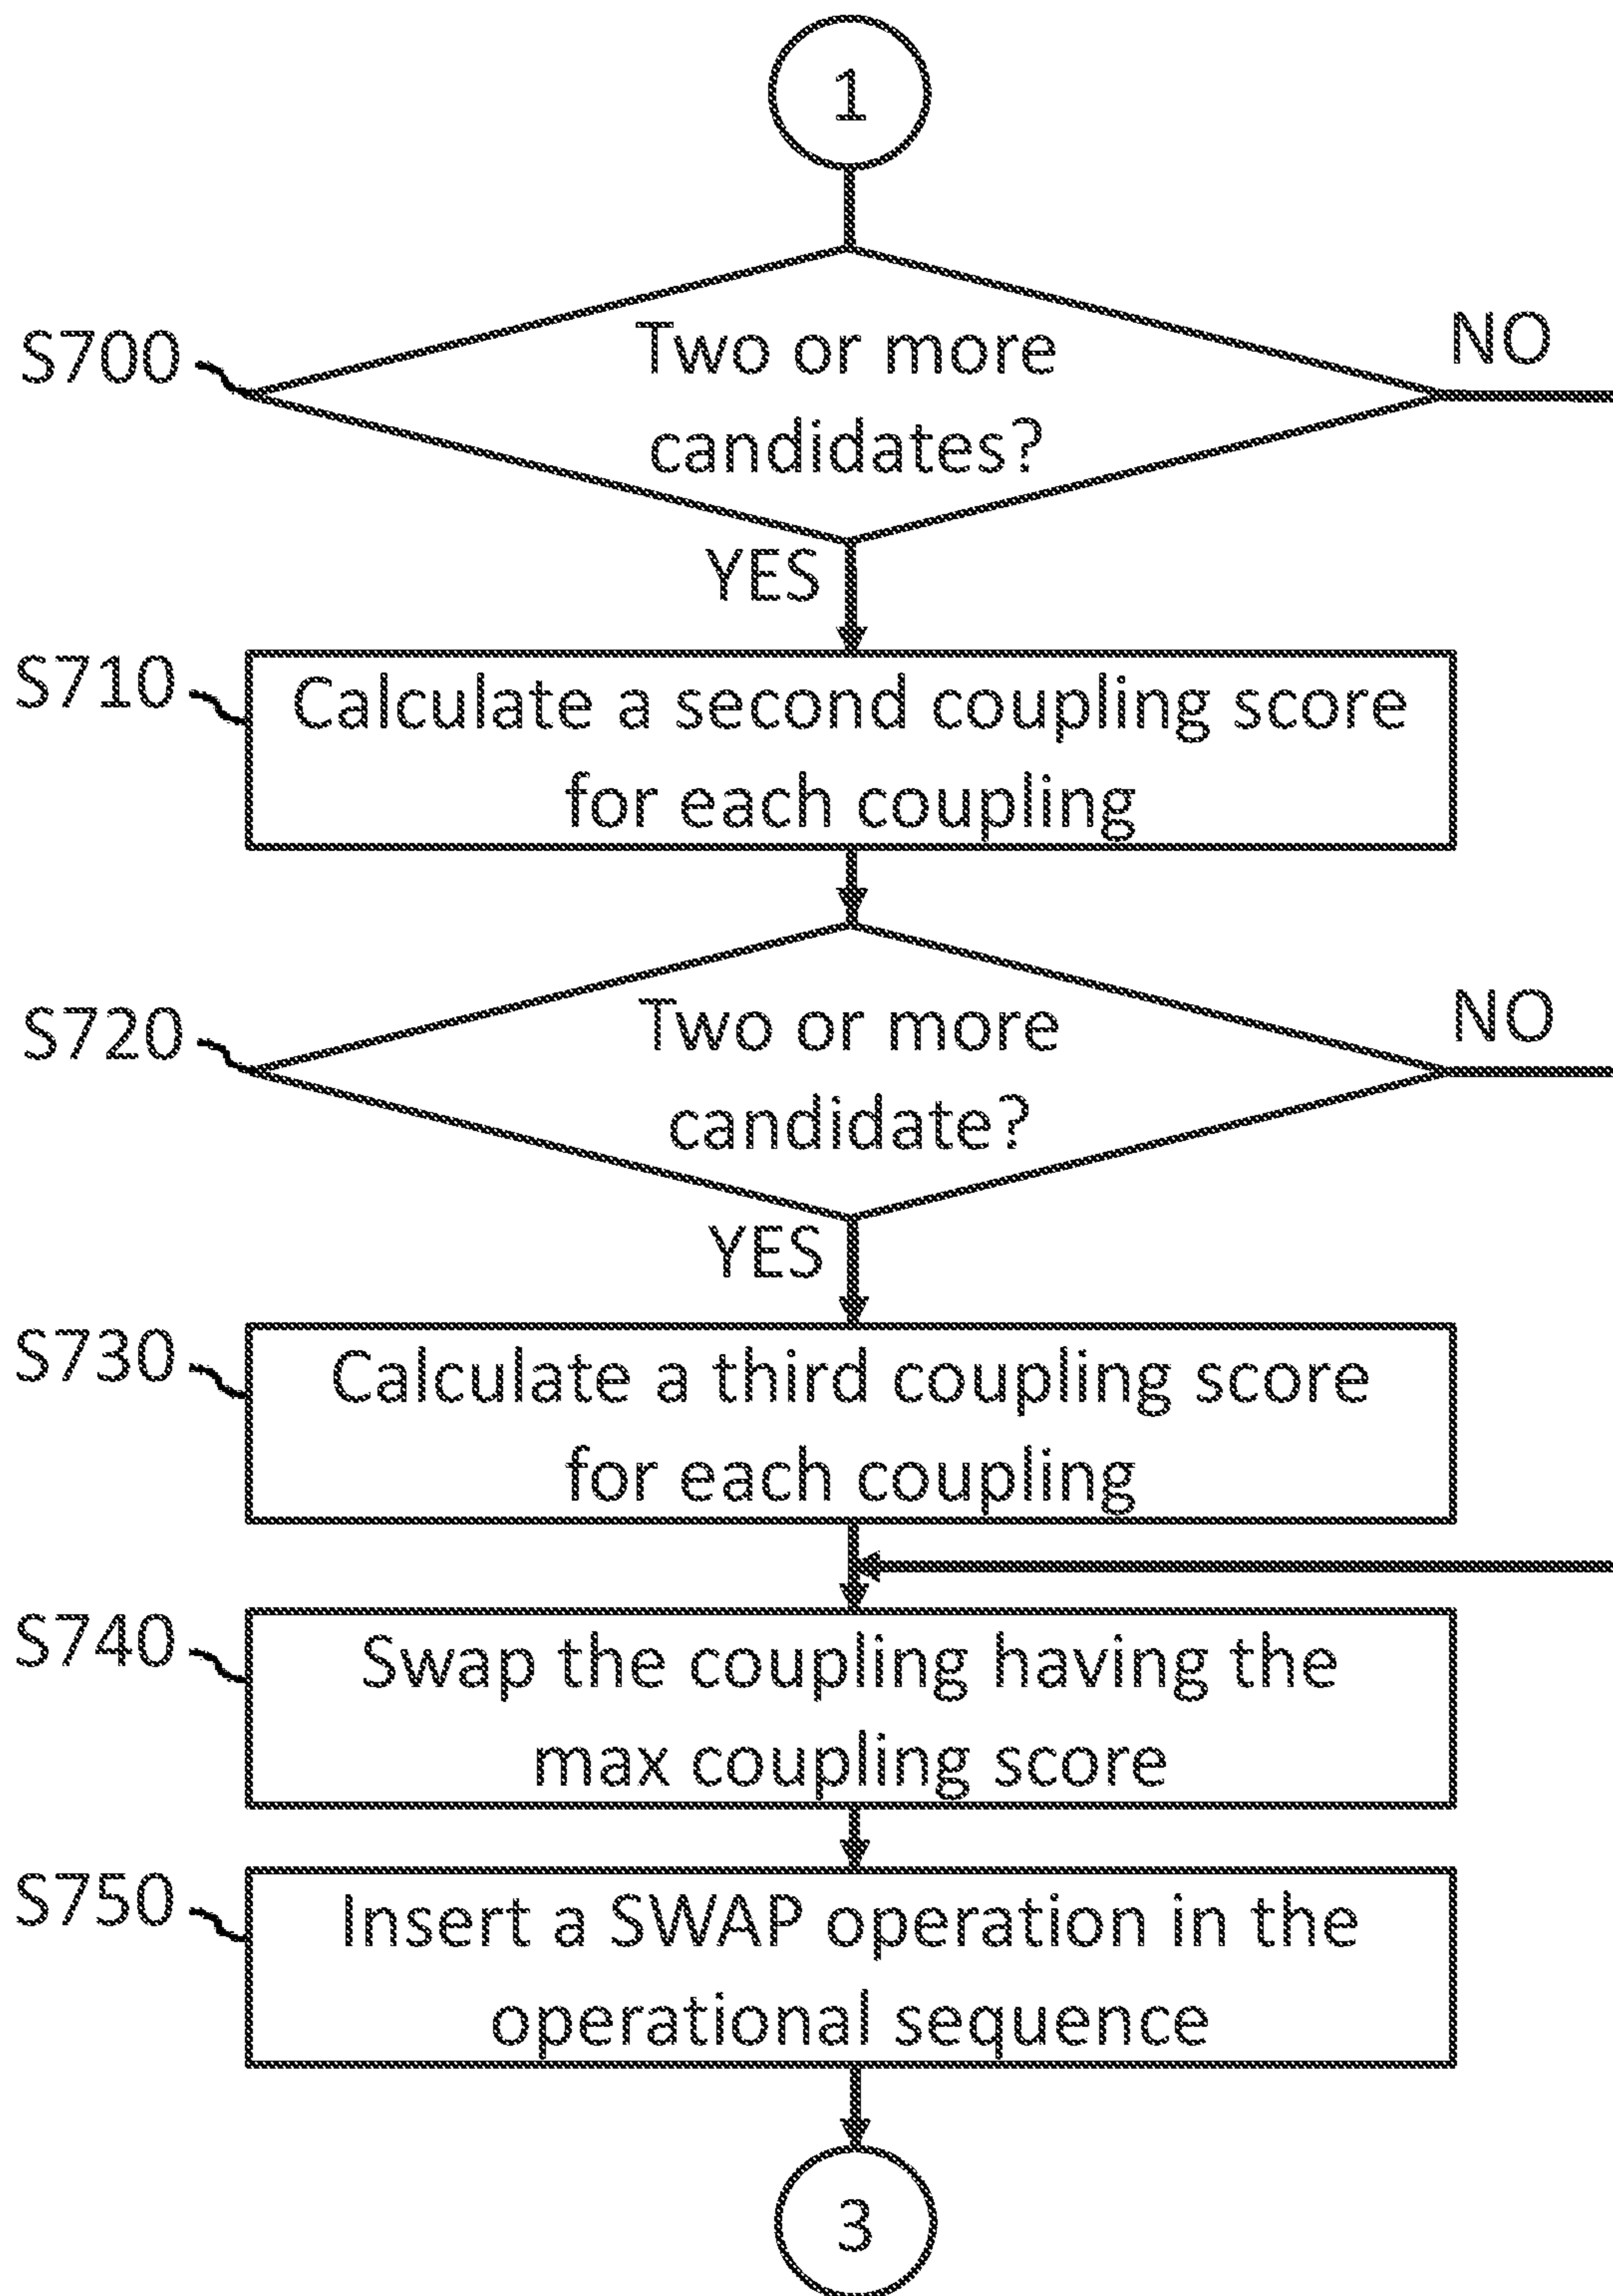 1
S700
Two or more
candidates?
NO
YES
S710
Calculate a second coupling score
for each coupling
S720
Two or more
candidate?
NO
YES
S730
Calculate a third coupling score
for each coupling
S740
Swap the coupling having the
max coupling score
S750
Insert a SWAP operation in the
operational sequence
3